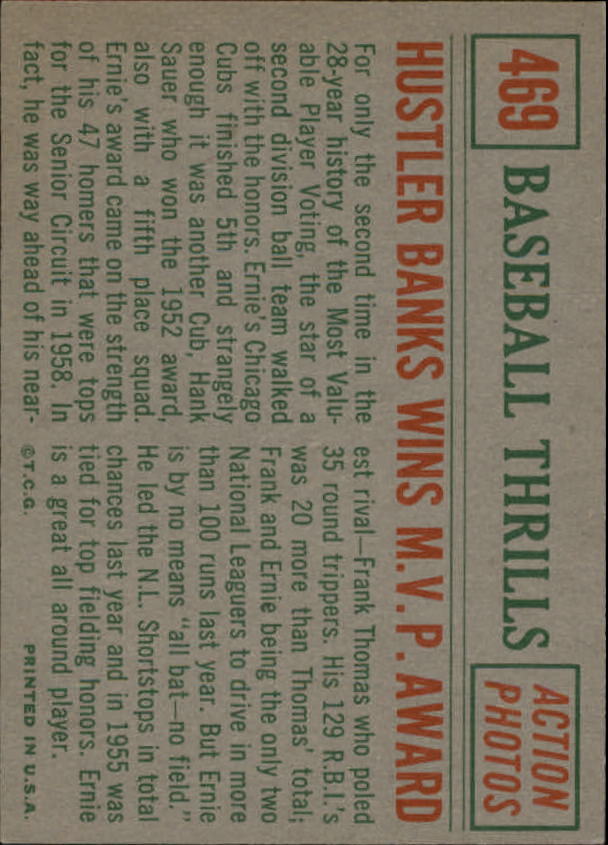 469 BASEBALL THRILLS ACTION PHOTOS
HUSTLER BANKS WINS M.V.P. AWARD
For only the second time in the
28-year history of the Most Valu-
able Player Voting, the star of a
second division ball team walked
off with the honors. Ernie's Chicago
Cubs finished 5th and strangely
enough it was another Cub, Hank
Sauer who won the 1952 award,
also with a fifth place squad.
Ernie's award came on the strength
of his 47 homers that were tops
for the Senior Circuit in 1958. In
fact, he was way ahead of his near-
est rival—Frank Thomas who poled
35 round trippers. His 129 R.B.I.'s
was 20 more than Thomas' total;
Frank and Ernie being the only two
National Leaguers to drive in more
than 100 runs last year. But Ernie
is by no means "all bat—no field."
He led the N.L. Shortstops in total
chances last year and in 1955 was
tied for top fielding honors. Ernie
is a great all around player.
©T.C.G. PRINTED IN U.S.A.